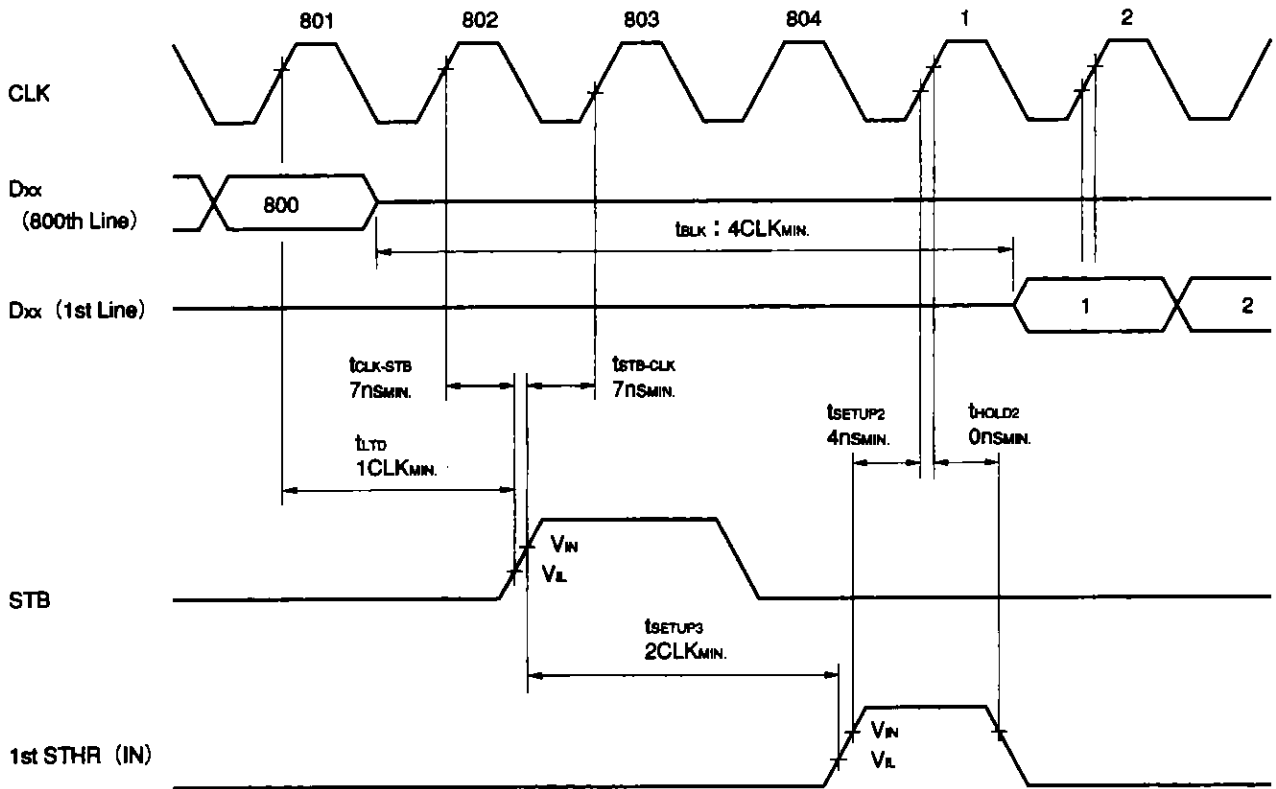 801 802 803 804 1 2
CLK
Dxx
(800th Line)
800
tBLK : 4CLKMIN.
Dxx (1st Line)
1 2
tCLK-STB
7nsMIN.
tSTB-CLK
7nsMIN.
tSETUP2
4nsMIN.
tHOLD2
0nsMIN.
tLTD
1CLKMIN.
VIN
VIL
STB
tSETUP3
2CLKMIN.
VIN
VIL
1st STHR (IN)